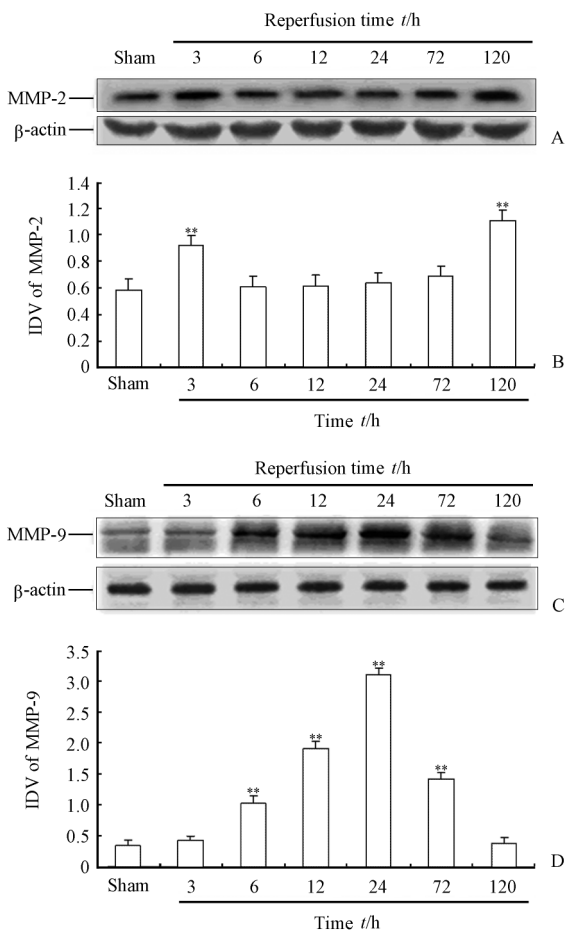 Reperfusion time t/h
Sham 3 6 12 24 72 120
MMP-2
β-actin
A
IDV of MMP-2
1.4
1.2
1.0
0.8
0.6
0.4
0.2
0
** **
Sham 3 6 12 24 72 120
B
Time t/h
Reperfusion time t/h
Sham 3 6 12 24 72 120
MMP-9
β-actin
C
IDV of MMP-9
3.5
3.0
2.0
1.5
1.0
0.5
0
** ** ** **
Sham 3 6 12 24 72 120
D
Time t/h